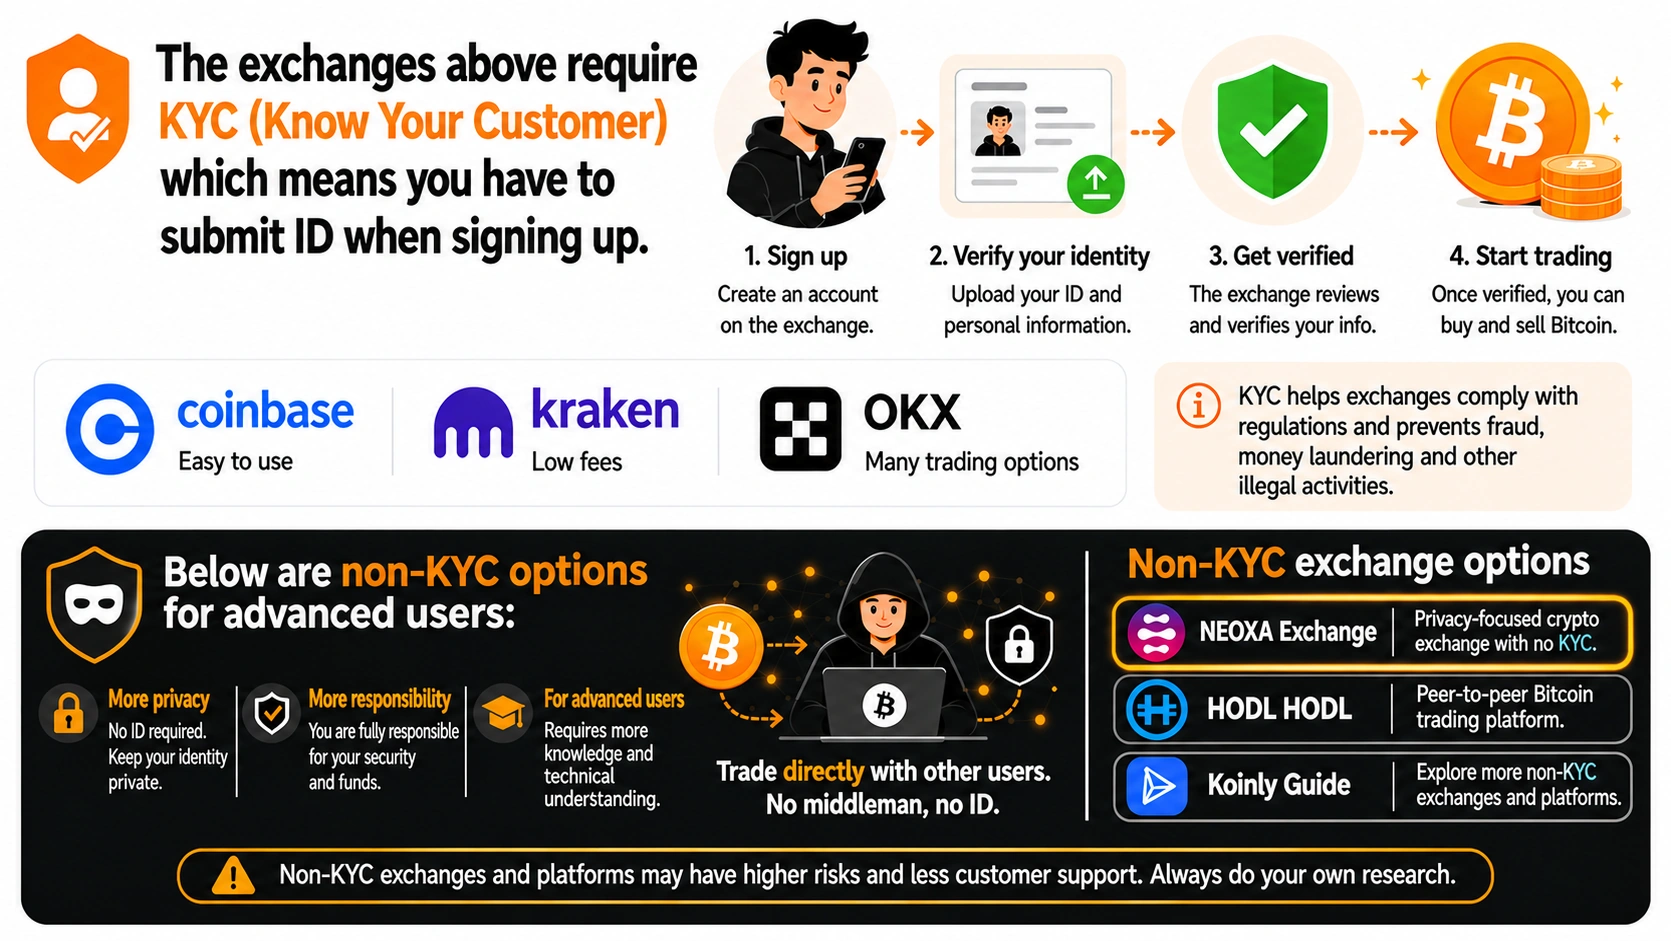 The exchanges above require
KYC (Know Your Customer)
which means you have to
submit ID when signing up.
1. Sign up
Create an account
on the exchange.
2. Verify your identity
Upload your ID and
personal information.
3. Get verified
The exchange reviews
and verifies your info.
4. Start trading
Once verified, you can
buy and sell Bitcoin.
coinbase
Easy to use
kraken
Low fees
OKX
Many trading options
KYC helps exchanges comply with
regulations and prevents fraud,
money laundering and other
illegal activities.
Below are non-KYC options
for advanced users:
More privacy
No ID required.
Keep your identity
private.
More responsibility
You are fully responsible
for your security
and funds.
For advanced users
Requires more
knowledge and
technical
understanding.
Trade directly with other users.
No middleman, no ID.
Non-KYC exchange options
NEOXA Exchange
Privacy-focused crypto
exchange with no KYC.
HODL HODL
Peer-to-peer Bitcoin
trading platform.
Koinly Guide
Explore more non-KYC
exchanges and platforms.
Non-KYC exchanges and platforms may have higher risks and less customer support. Always do your own research.